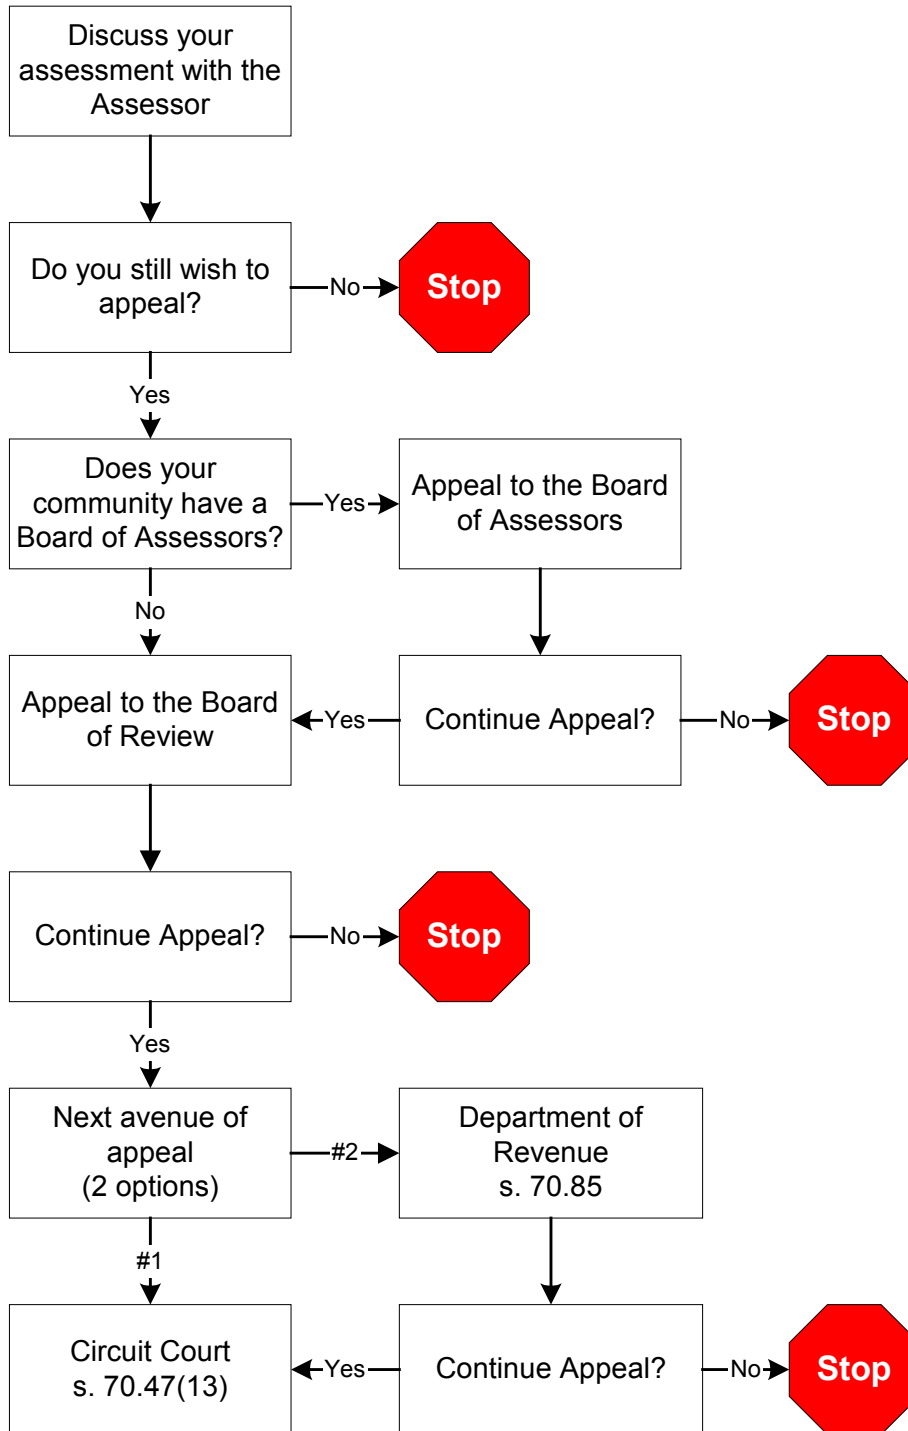 Discuss your
assessment with the
Assessor
Do you still wish to
appeal?
No
Stop
Yes
Does your
community have a
Board of Assessors?
Yes
Appeal to the Board
of Assessors
No
Appeal to the Board
of Review
Yes
Continue Appeal?
No
Stop
Continue Appeal?
No
Stop
Yes
Next avenue of
appeal
(2 options)
#2
Department of
Revenue
s. 70.85
#1
Circuit Court
s. 70.47(13)
Yes
Continue Appeal?
No
Stop